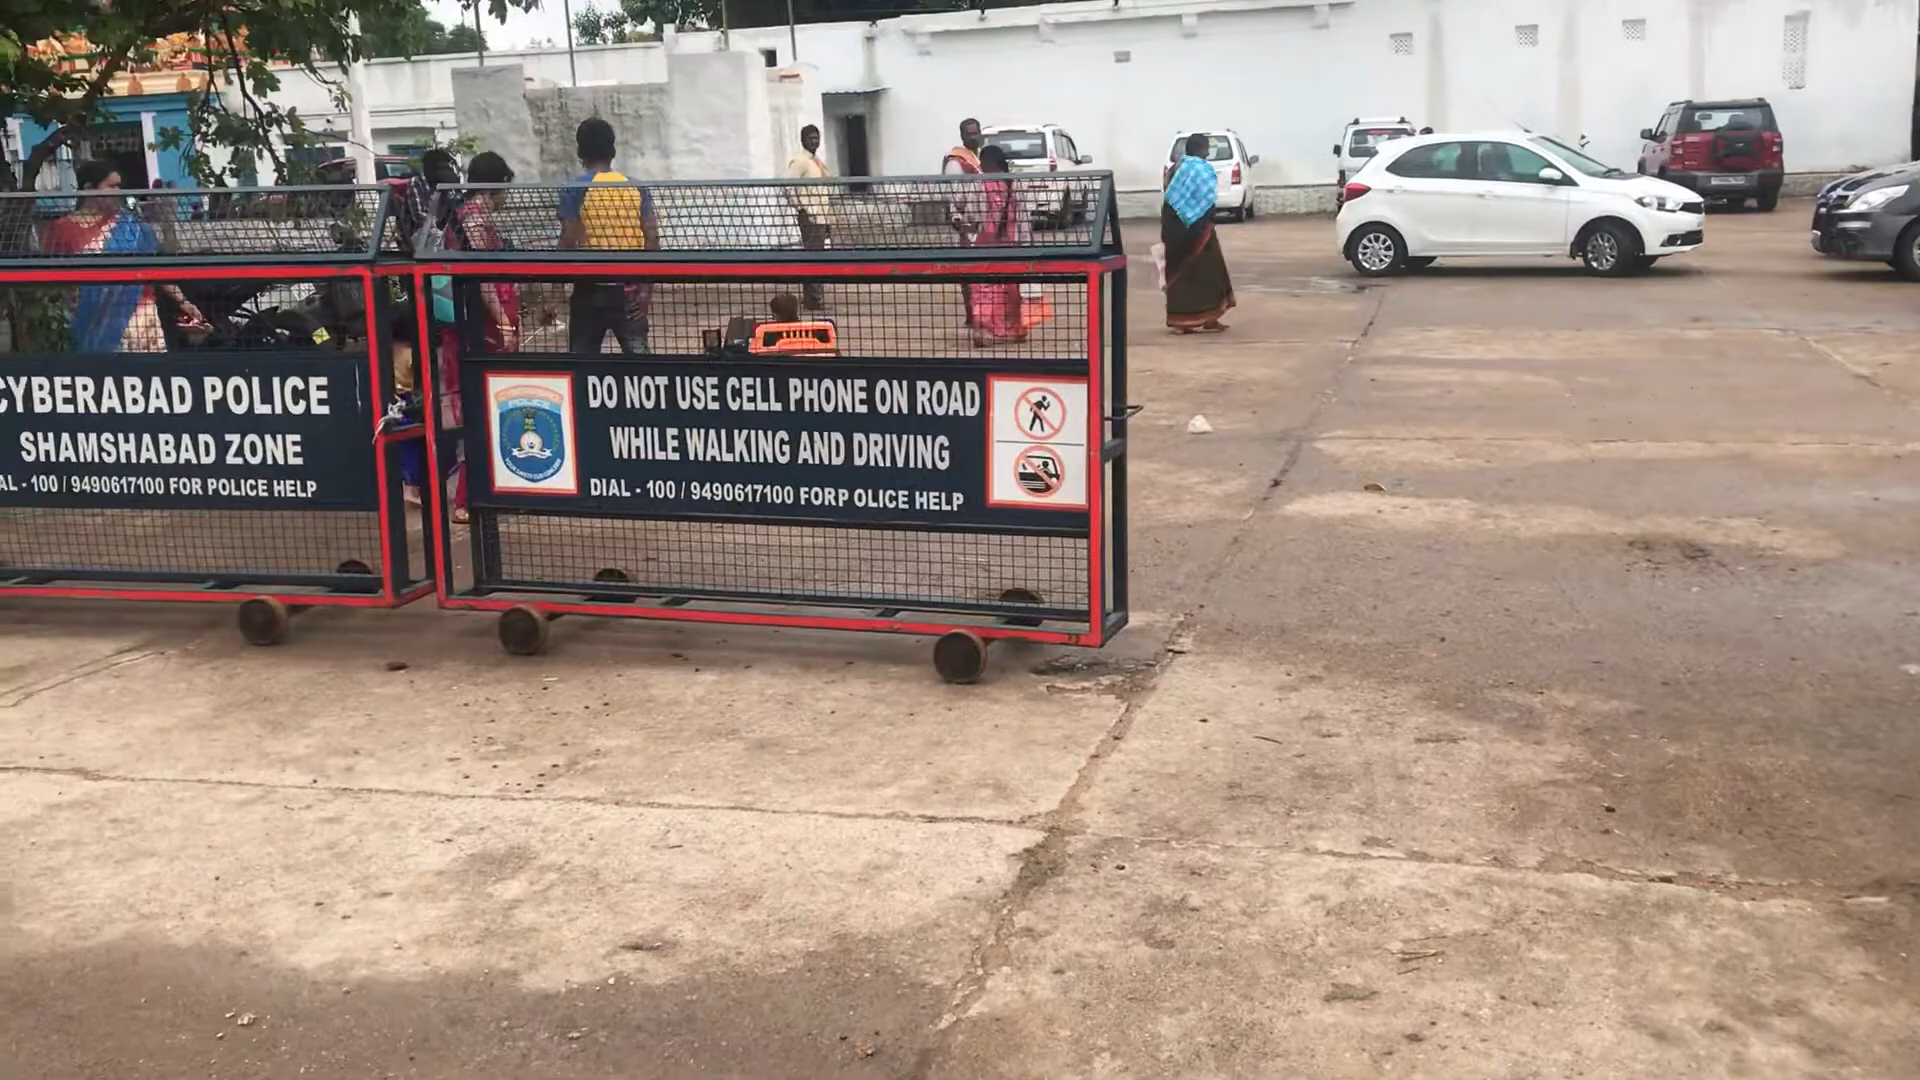 CYBERABAD POLICE
SHAMSHABAD ZONE
AL - 100 / 9490617100 FOR POLICE HELP
DO NOT USE CELL PHONE ON ROAD
WHILE WALKING AND DRIVING
DIAL - 100 / 9490617100 FORP OLICE HELP